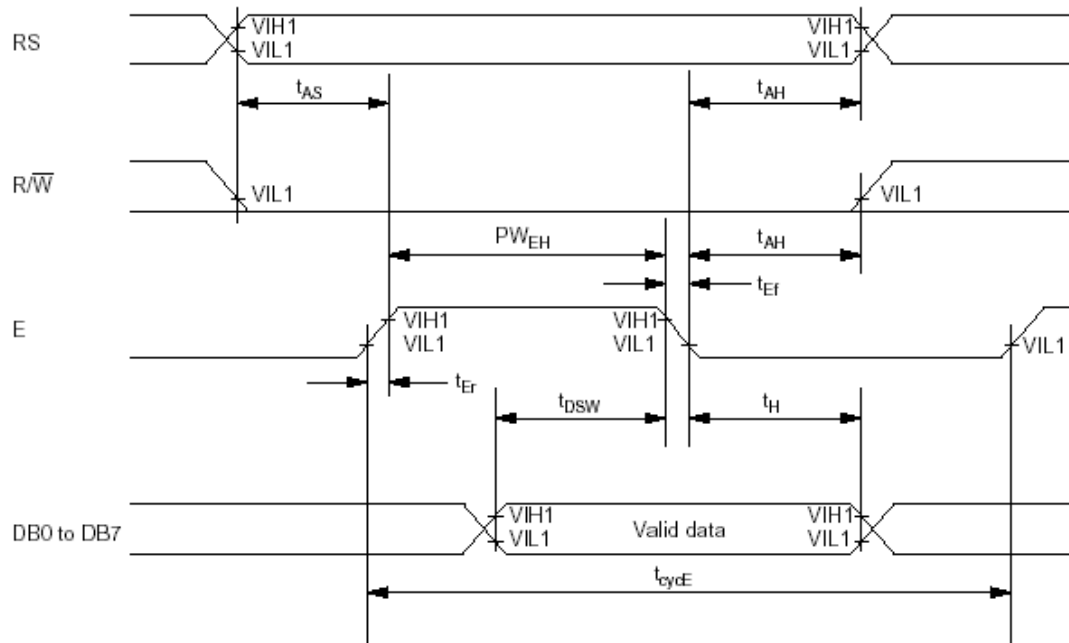 RS
VIH1
VIL1
VIH1
VIL1
tAS
tAH
R/W̅
VIL1
VIL1
PWEH
tAH
tEf
E
VIH1
VIL1
VIH1
VIL1
VIL1
tEr
tDSW
tH
DB0 to DB7
VIH1
VIL1
Valid data
VIH1
VIL1
tcycE